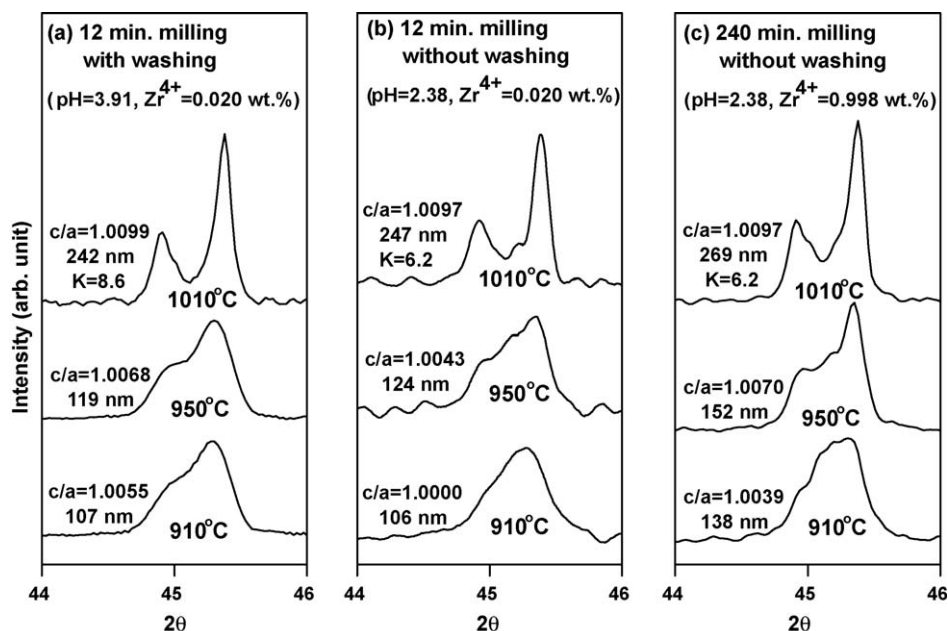 (a) 12 min. milling
with washing
(pH=3.91, Zr4+=0.020 wt.%)
c/a=1.0099
242 nm
K=8.6
1010°C
c/a=1.0068
119 nm
950°C
c/a=1.0055
107 nm
910°C
(b) 12 min. milling
without washing
(pH=2.38, Zr4+=0.020 wt.%)
c/a=1.0097
247 nm
K=6.2
1010°C
c/a=1.0043
124 nm
950°C
c/a=1.0000
106 nm
910°C
(c) 240 min. milling
without washing
(pH=2.38, Zr4+=0.998 wt.%)
c/a=1.0097
269 nm
K=6.2
1010°C
c/a=1.0070
152 nm
950°C
c/a=1.0039
138 nm
910°C
Intensity (arb. unit)
44 45 46 44 45 46 44 45 46
2θ 2θ 2θ